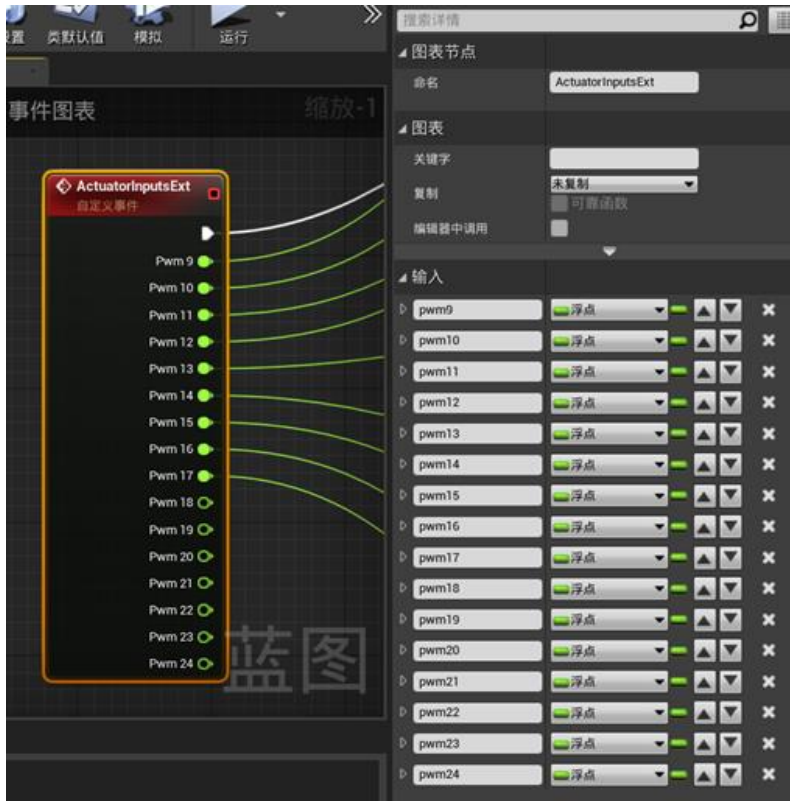 置 类默认值 模拟 运行
事件图表 缩放-1
ActuatorInputsExt
自定义事件
Pwm 9
Pwm 10
Pwm 11
Pwm 12
Pwm 13
Pwm 14
Pwm 15
Pwm 16
Pwm 17
Pwm 18
Pwm 19
Pwm 20
Pwm 21
Pwm 22
Pwm 23
Pwm 24
蓝图
搜索详情
图表节点
命名 ActuatorInputsExt
图表
关键字
复制 未复制
可靠函数
编辑器中调用
输入
pwm9 浮点
pwm10 浮点
pwm11 浮点
pwm12 浮点
pwm13 浮点
pwm14 浮点
pwm15 浮点
pwm16 浮点
pwm17 浮点
pwm18 浮点
pwm19 浮点
pwm20 浮点
pwm21 浮点
pwm22 浮点
pwm23 浮点
pwm24 浮点